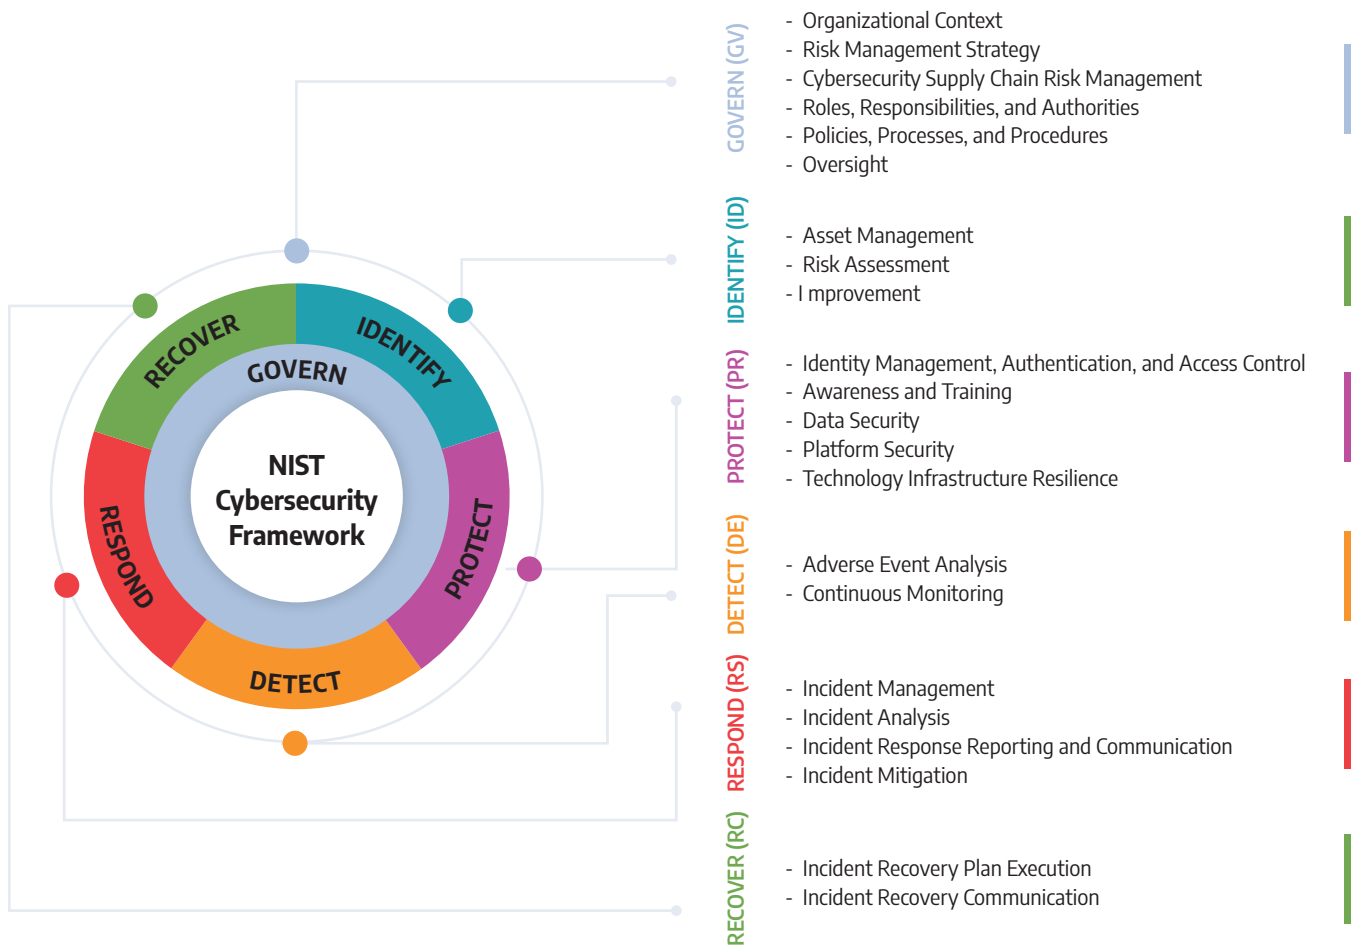 GOVERN (GV)
- Organizational Context
- Risk Management Strategy
- Cybersecurity Supply Chain Risk Management
- Roles, Responsibilities, and Authorities
- Policies, Processes, and Procedures
- Oversight
IDENTIFY (ID)
- Asset Management
- Risk Assessment
- I mprovement
PROTECT (PR)
- Identity Management, Authentication, and Access Control
- Awareness and Training
- Data Security
- Platform Security
- Technology Infrastructure Resilience
DETECT (DE)
- Adverse Event Analysis
- Continuous Monitoring
RESPOND (RS)
- Incident Management
- Incident Analysis
- Incident Response Reporting and Communication
- Incident Mitigation
RECOVER (RC)
- Incident Recovery Plan Execution
- Incident Recovery Communication
RECOVER
IDENTIFY
GOVERN
NIST
Cybersecurity
Framework
RESPOND
PROTECT
DETECT